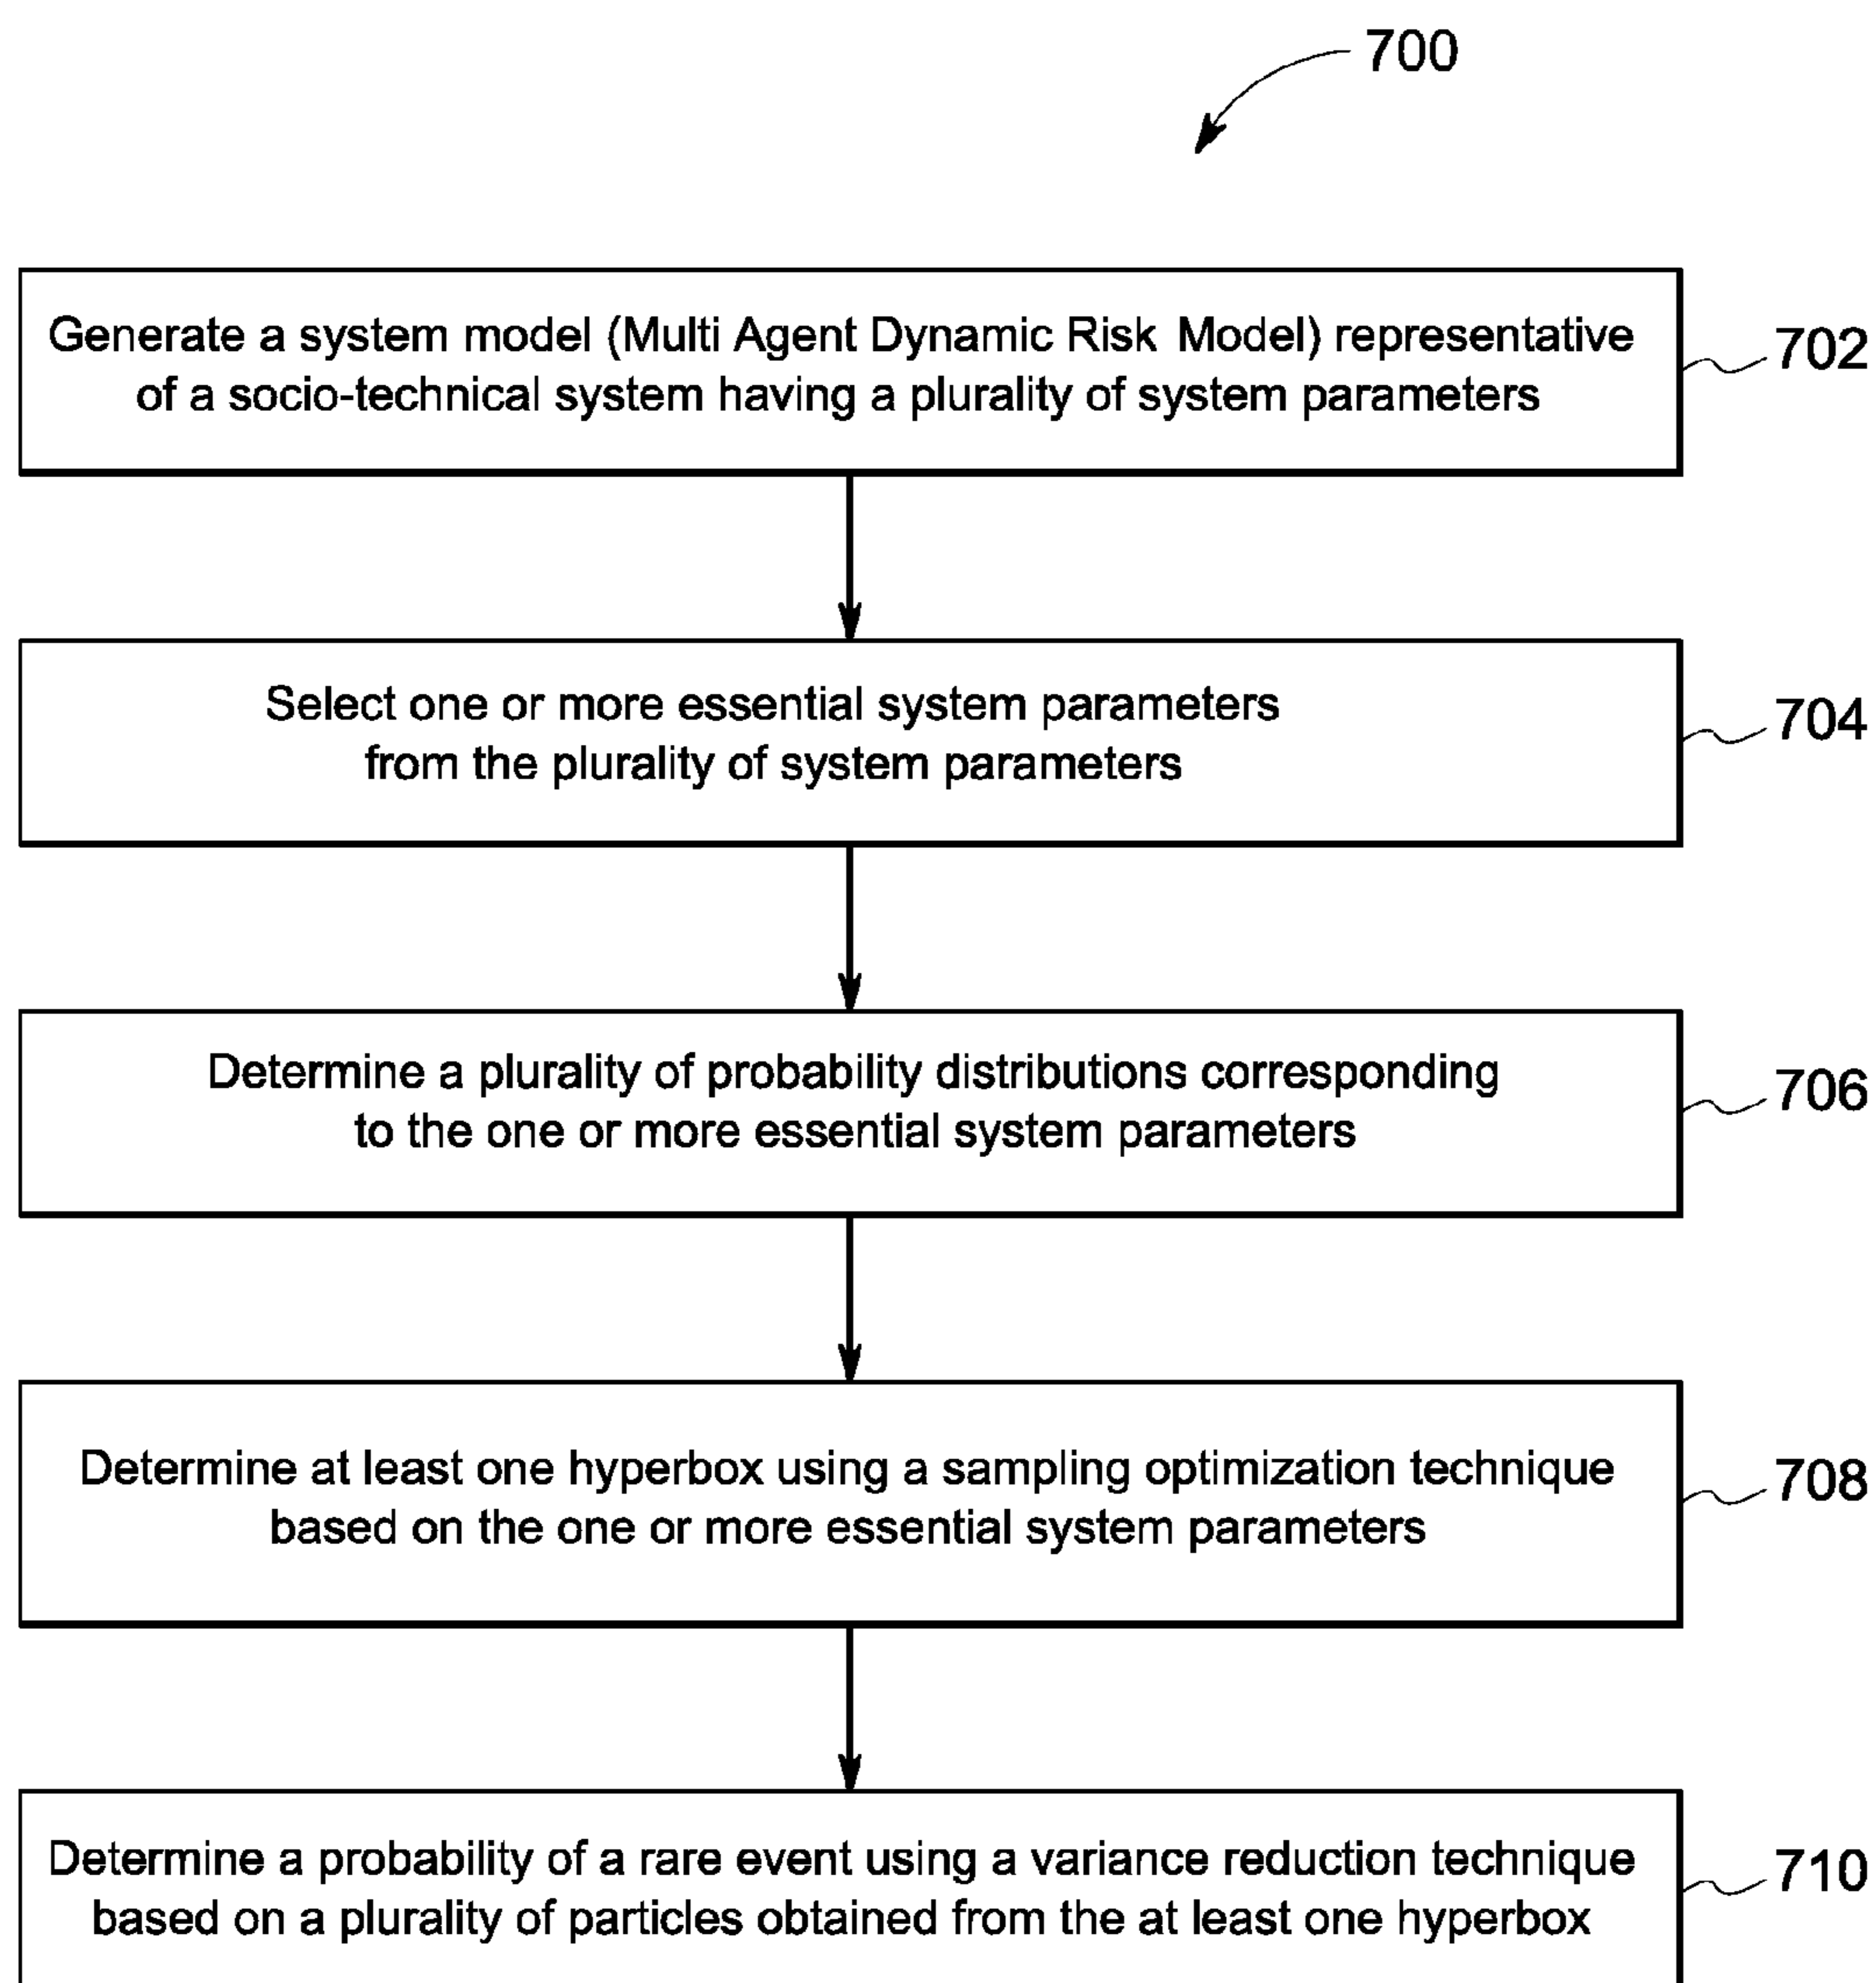 700
Generate a system model (Multi Agent Dynamic Risk Model) representative
of a socio-technical system having a plurality of system parameters
702
Select one or more essential system parameters
from the plurality of system parameters
704
Determine a plurality of probability distributions corresponding
to the one or more essential system parameters
706
Determine at least one hyperbox using a sampling optimization technique
based on the one or more essential system parameters
708
Determine a probability of a rare event using a variance reduction technique
based on a plurality of particles obtained from the at least one hyperbox
710